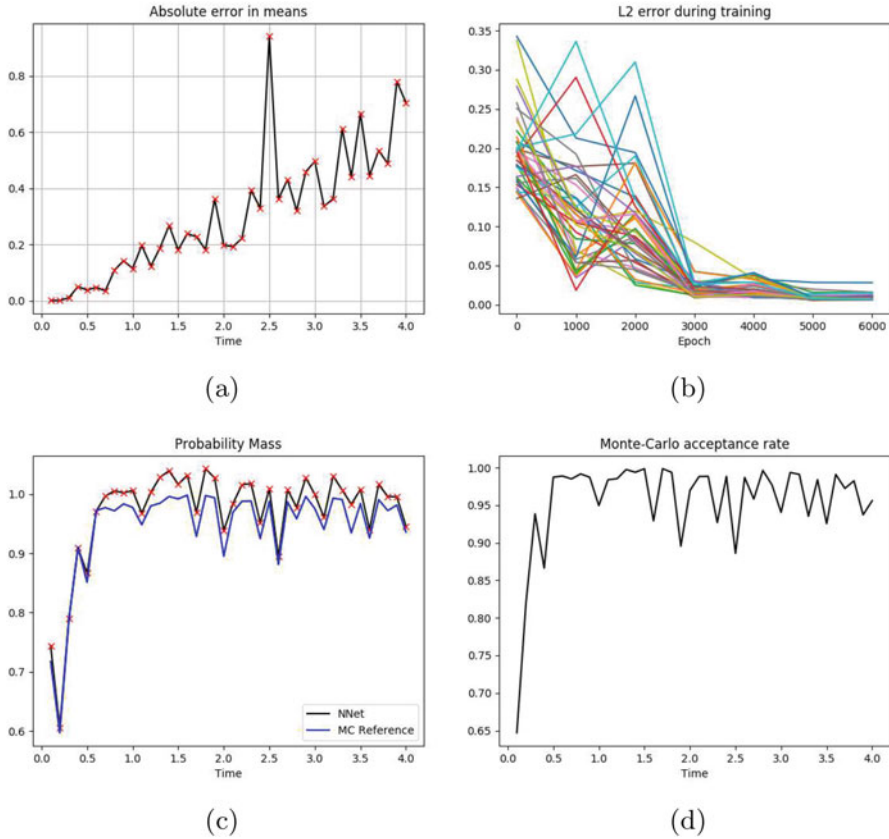 Absolute error in means
0.8
0.6
0.4
0.2
0.0
0.0 0.5 1.0 1.5 2.0 2.5 3.0 3.5 4.0
Time
(a)
L2 error during training
0.35
0.30
0.25
0.20
0.15
0.10
0.05
0.00
0 1000 2000 3000 4000 5000 6000
Epoch
(b)
Probability Mass
1.0
0.9
0.8
0.7
0.6
NNet
MC Reference
0.0 0.5 1.0 1.5 2.0 2.5 3.0 3.5 4.0
Time
(c)
Monte-Carlo acceptance rate
1.00
0.95
0.90
0.85
0.80
0.75
0.70
0.65
0.0 0.5 1.0 1.5 2.0 2.5 3.0 3.5 4.0
Time
(d)